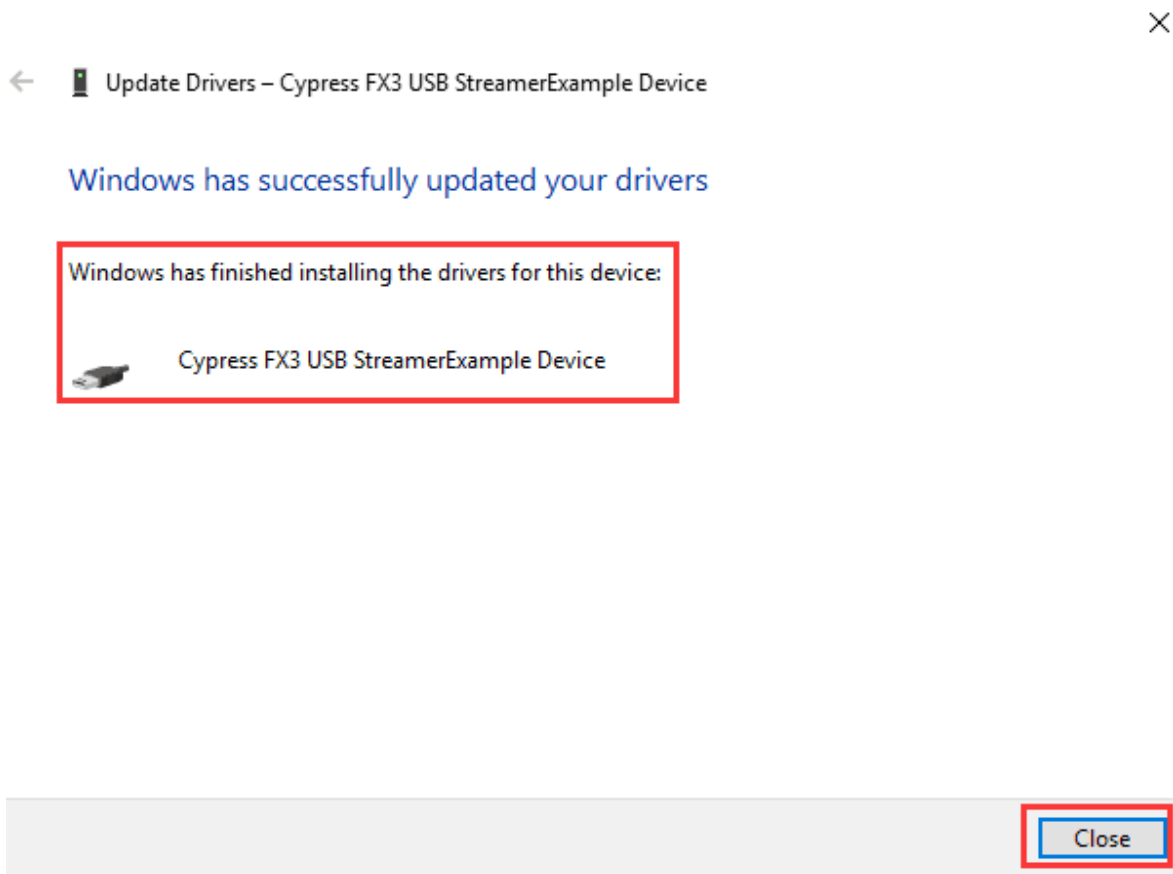 Update Drivers – Cypress FX3 USB StreamerExample Device
Windows has successfully updated your drivers
Windows has finished installing the drivers for this device:
Cypress FX3 USB StreamerExample Device
Close